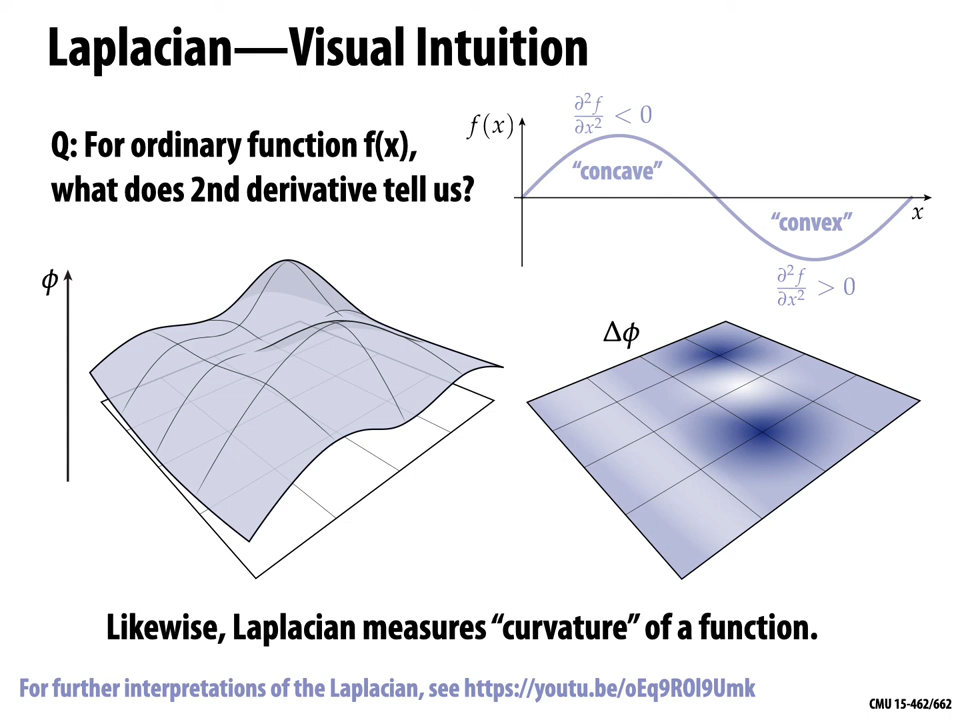 Laplacian—Visual Intuition
Q: For ordinary function f(x),
what does 2nd derivative tell us?
f(x)
∂²f/∂x² < 0
“concave”
“convex”
x
∂²f/∂x² > 0
ϕ
Δϕ
Likewise, Laplacian measures “curvature” of a function.
For further interpretations of the Laplacian, see https://youtu.be/oEq9ROl9Umk
CMU 15-462/662